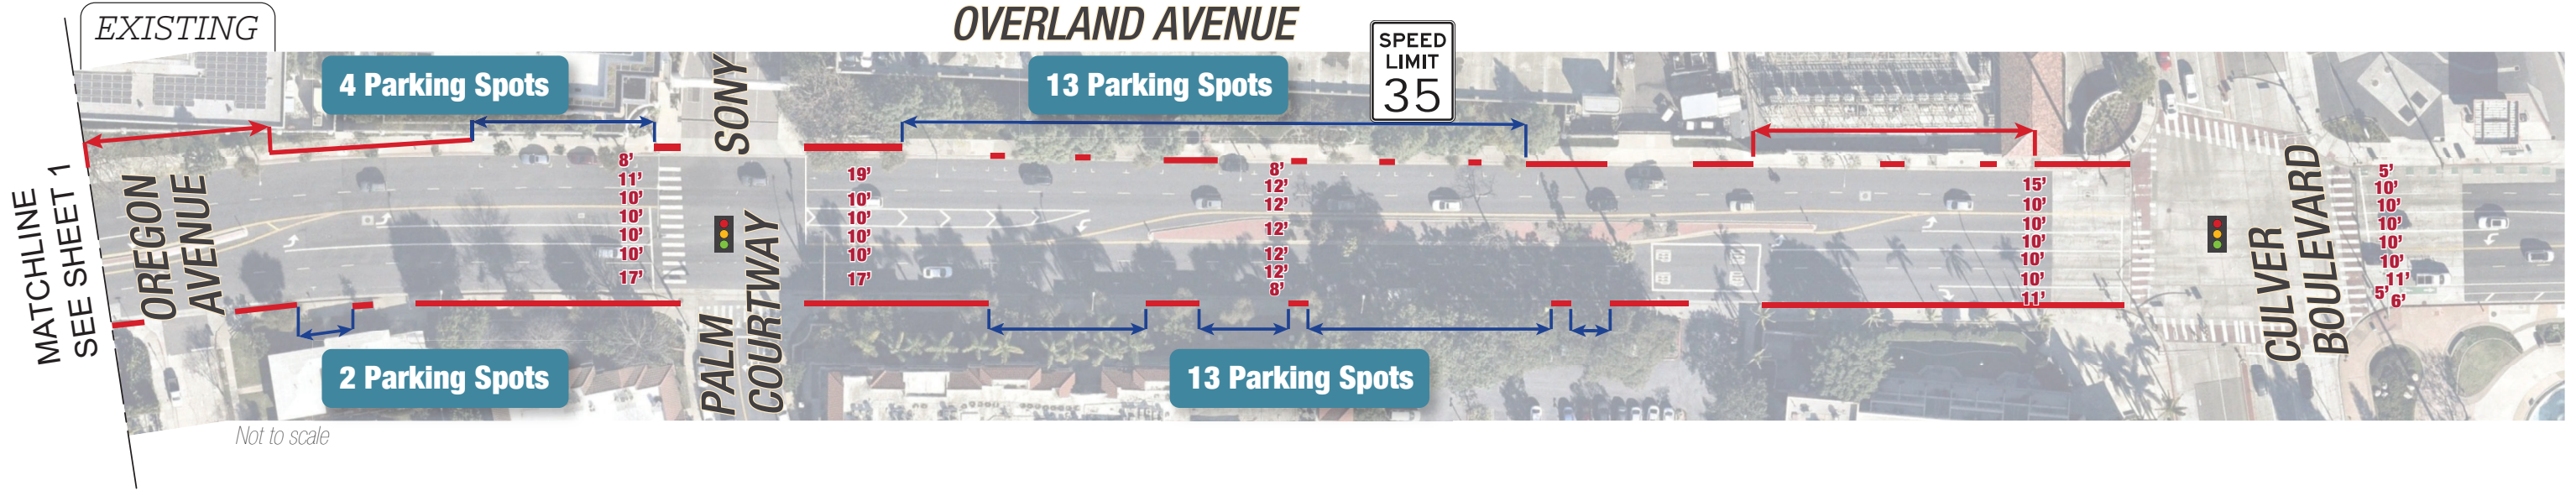 EXISTING
OVERLAND AVENUE
SPEED
LIMIT
35
4 Parking Spots
13 Parking Spots
MATCHLINE
SEE SHEET 1
OREGON
AVENUE
SONY
PALM
COURTWAY
CULVER
BOULEVARD
8’
11’
10’
10’
10’
10’
17’
19’
10’
10’
10’
10’
17’
8’
12’
12’
12’
12’
12’
8’
15’
10’
10’
10’
10’
10’
11’
5’
10’
10’
10’
10’
10’
11’
5’
6’
2 Parking Spots
13 Parking Spots
Not to scale